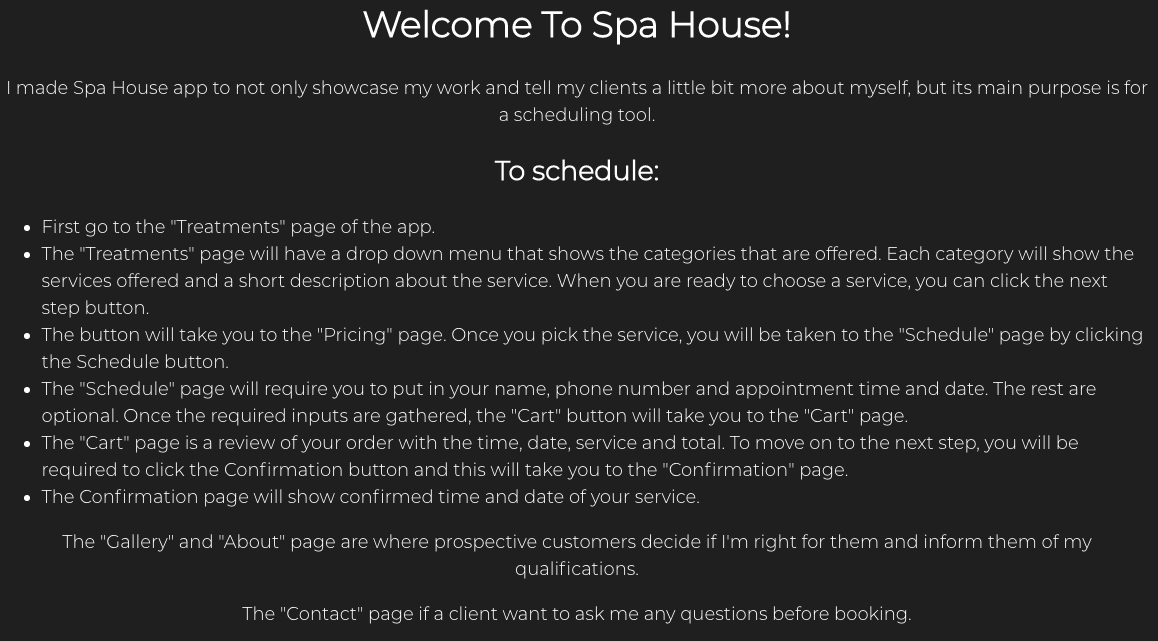 Welcome To Spa House!
I made Spa House app to not only showcase my work and tell my clients a little bit more about myself, but its main purpose is for
a scheduling tool.
To schedule:
• First go to the "Treatments" page of the app.
• The "Treatments" page will have a drop down menu that shows the categories that are offered. Each category will show the
services offered and a short description about the service. When you are ready to choose a service, you can click the next
step button.
• The button will take you to the "Pricing" page. Once you pick the service, you will be taken to the "Schedule" page by clicking
the Schedule button.
• The "Schedule" page will require you to put in your name, phone number and appointment time and date. The rest are
optional. Once the required inputs are gathered, the "Cart" button will take you to the "Cart" page.
• The "Cart" page is a review of your order with the time, date, service and total. To move on to the next step, you will be
required to click the Confirmation button and this will take you to the "Confirmation" page.
• The Confirmation page will show confirmed time and date of your service.
The "Gallery" and "About" page are where prospective customers decide if I'm right for them and inform them of my
qualifications.
The "Contact" page if a client want to ask me any questions before booking.